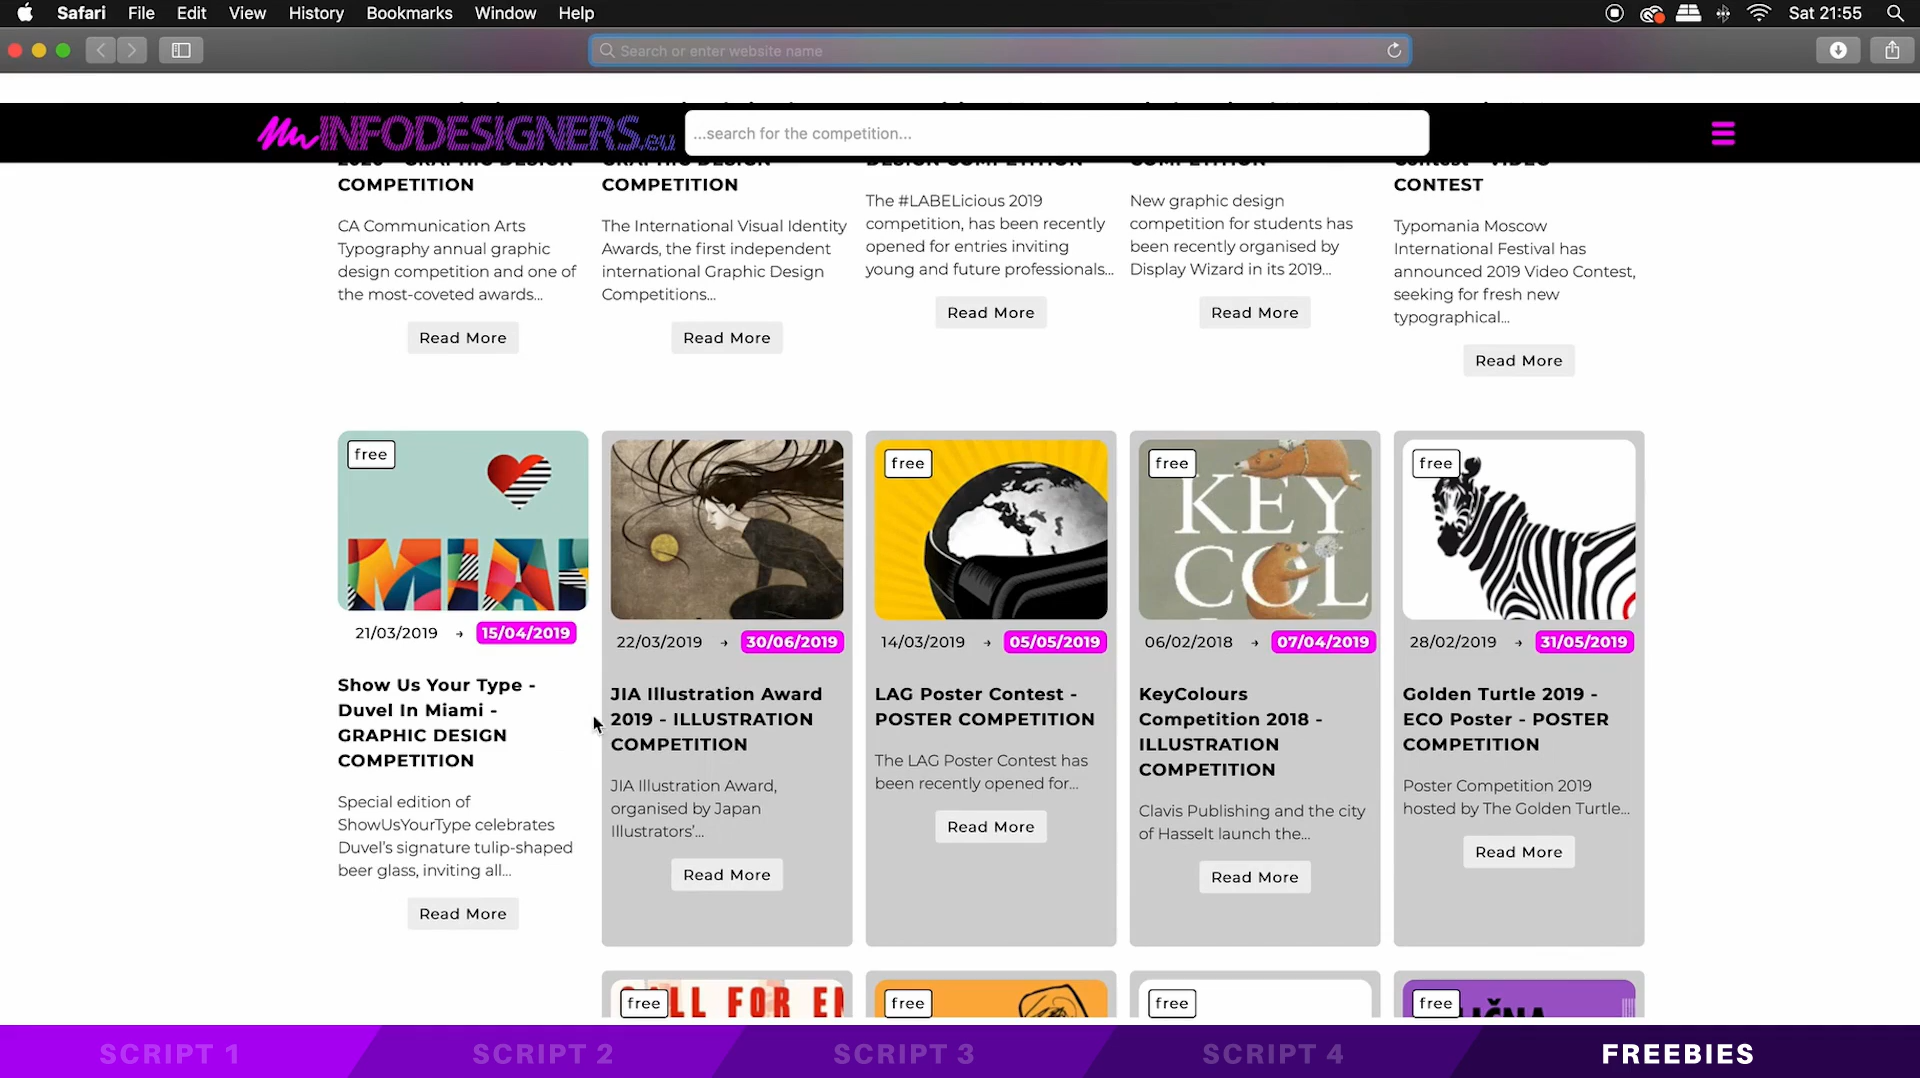 Safari File Edit View History Bookmarks Window Help Sat 21:55
Search or enter website name
INFODESIGNERS.eu
...search for the competition...
2020 - GRAPHIC DESIGN
COMPETITION
CA Communication Arts
Typography annual graphic
design competition and one of
the most-coveted awards...
Read More
GRAPHIC DESIGN
COMPETITION
The International Visual Identity
Awards, the first independent
international Graphic Design
Competitions...
Read More
DESIGN COMPETITION
The #LABELicious 2019
competition, has been recently
opened for entries inviting
young and future professionals...
Read More
COMPETITION
New graphic design
competition for students has
been recently organised by
Display Wizard in its 2019...
Read More
Contest - VIDEO
CONTEST
Typomania Moscow
International Festival has
announced 2019 Video Contest,
seeking for fresh new
typographical...
Read More
free
MIA
21/03/2019 → 15/04/2019
Show Us Your Type -
Duvel In Miami -
GRAPHIC DESIGN
COMPETITION
Special edition of
ShowUsYourType celebrates
Duvel's signature tulip-shaped
beer glass, inviting all...
Read More
22/03/2019 → 30/06/2019
JIA Illustration Award
2019 - ILLUSTRATION
COMPETITION
JIA Illustration Award,
organised by Japan
Illustrators'...
Read More
free
14/03/2019 → 05/05/2019
LAG Poster Contest -
POSTER COMPETITION
The LAG Poster Contest has
been recently opened for...
Read More
free
KEY
COL
06/02/2018 → 07/04/2019
KeyColours
Competition 2018 -
ILLUSTRATION
COMPETITION
Clavis Publishing and the city
of Hasselt launch the...
Read More
free
28/02/2019 → 31/05/2019
Golden Turtle 2019 -
ECO Poster - POSTER
COMPETITION
Poster Competition 2019
hosted by The Golden Turtle...
Read More
free
LL FOR EN
free
free
free
SCRIPT 1
SCRIPT 2
SCRIPT 3
SCRIPT 4
FREEBIES